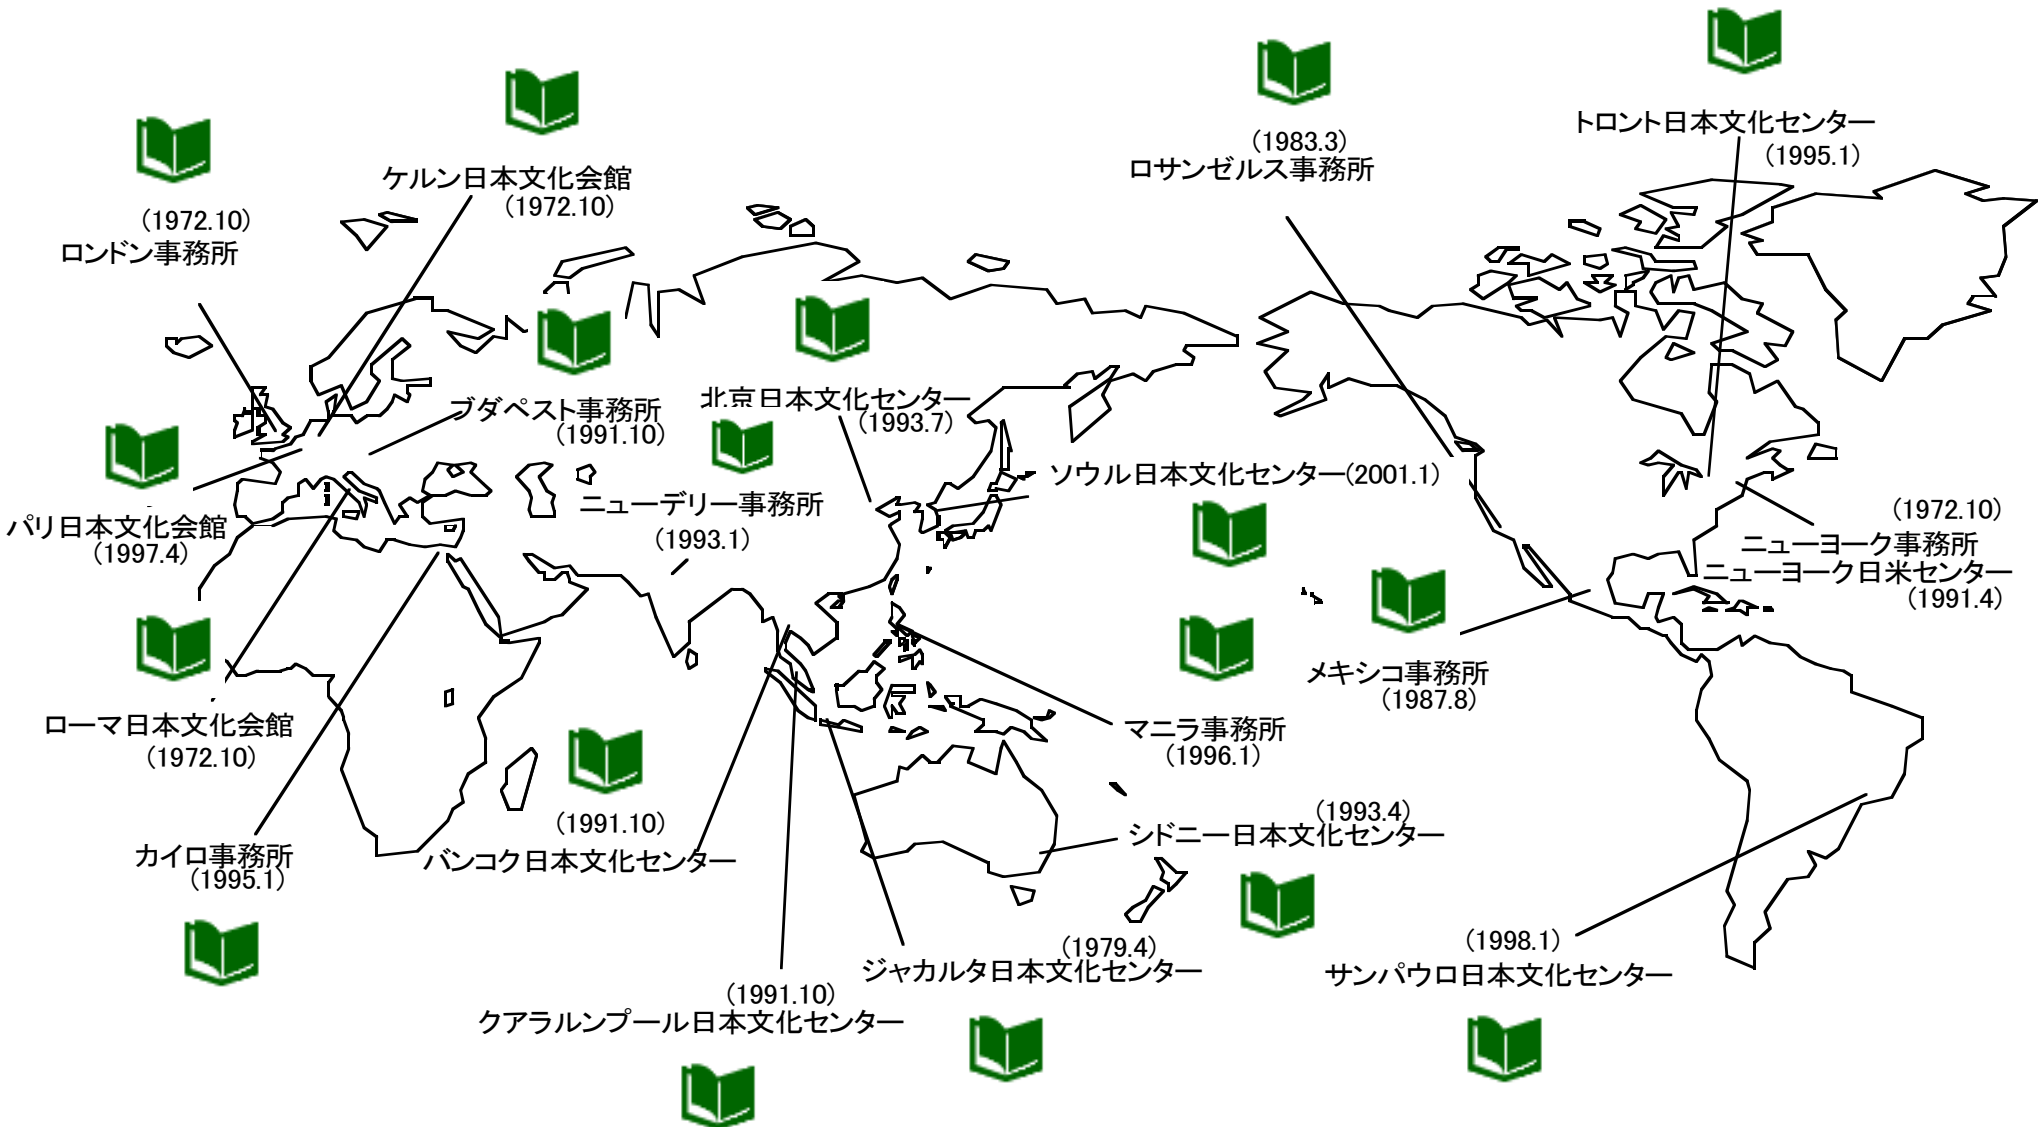 (1983.3)
ロサンゼルス事務所
トロント日本文化センター
(1995.1)
ケルン日本文化会館
(1972.10)
(1972.10)
ロンドン事務所
ブダペスト事務所
(1991.10)
北京日本文化センター
(1993.7)
ソウル日本文化センター(2001.1)
ニューデリー事務所
(1993.1)
パリ日本文化会館
(1997.4)
(1972.10)
ニューヨーク事務所
ニューヨーク日米センター
(1991.4)
メキシコ事務所
(1987.8)
ローマ日本文化会館
(1972.10)
マニラ事務所
(1996.1)
(1993.4)
シドニー日本文化センター
カイロ事務所
(1995.1)
(1991.10)
バンコク日本文化センター
(1979.4)
ジャカルタ日本文化センター
(1998.1)
サンパウロ日本文化センター
(1991.10)
クアラルンプール日本文化センター